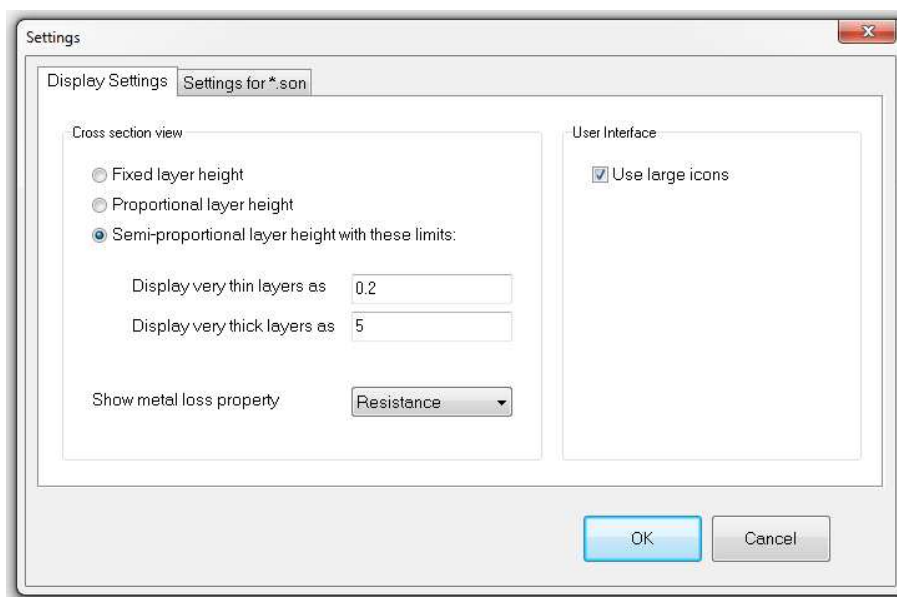 Settings
Display Settings
Settings for *.son
Cross section view
Fixed layer height
Proportional layer height
Semi-proportional layer height with these limits:
Display very thin layers as 0.2
Display very thick layers as 5
Show metal loss property Resistance
User Interface
Use large icons
OK
Cancel